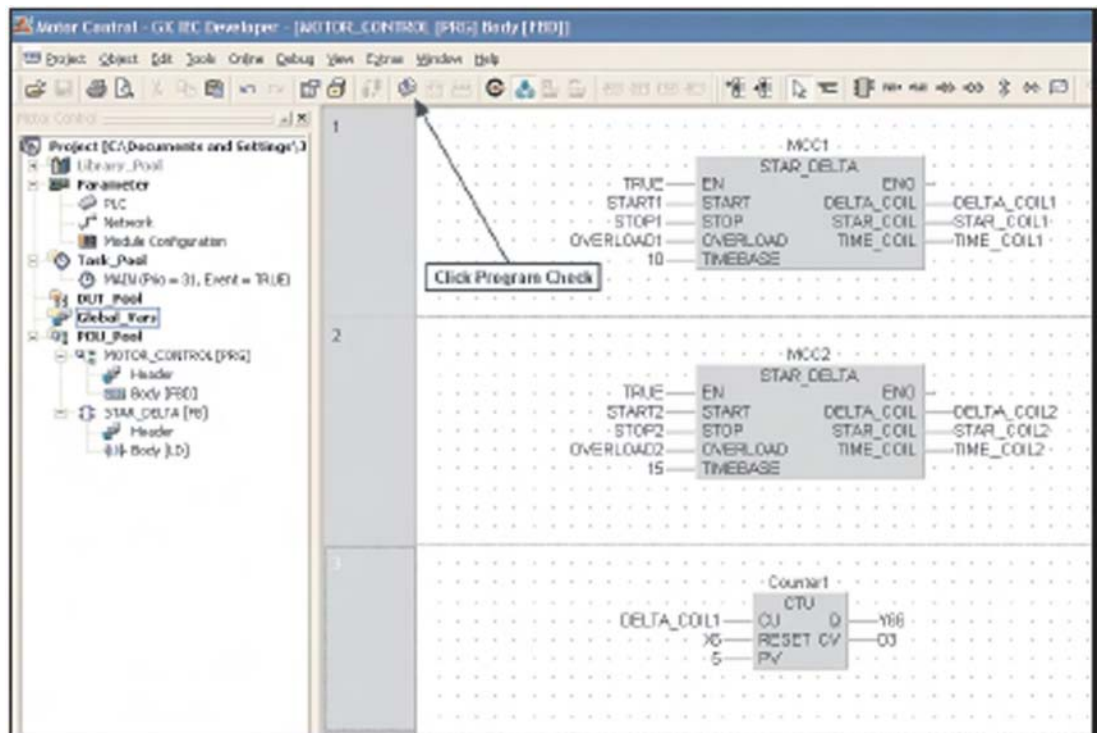 Motor Control - GX IEC Developer - [MOTOR_CONTROL [PRG] Body [FBD]]
Project Object Edit Tools Online Debug View Extras Window Help
Motor Control
Project [C:\Documents and Settings\J
Library_Pool
Parameter
PLC
Network
Module Configuration
Task_Pool
MAIN (Prio = 31, Event = TRUE)
DUT_Pool
Global_Vars
POU_Pool
MOTOR_CONTROL [PRG]
Header
Body [FBD]
STAR_DELTA [FB]
Header
Body [LD]
Click Program Check
1
MCC1
STAR_DELTA
TRUE EN ENO
START1 START DELTA_COIL DELTA_COIL1
STOP1 STOP STAR_COIL STAR_COIL1
OVERLOAD1 OVERLOAD TIME_COIL TIME_COIL1
10 TIMEBASE
2
MCC2
STAR_DELTA
TRUE EN ENO
START2 START DELTA_COIL DELTA_COIL2
STOP2 STOP STAR_COIL STAR_COIL2
OVERLOAD2 OVERLOAD TIME_COIL TIME_COIL2
15 TIMEBASE
3
Counter1
CTU
DELTA_COIL1 CU Q
RESET CV
5 PV